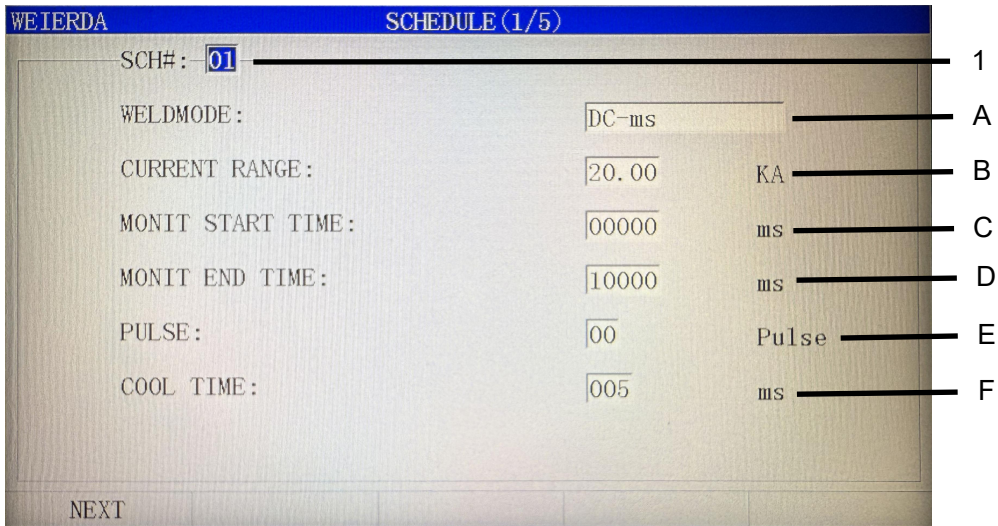 WEIERDA SCHEDULE(1/5)
SCH#: 01 1
WELDMODE: DC-ms A
CURRENT RANGE: 20.00 KA B
MONIT START TIME: 00000 ms C
MONIT END TIME: 10000 ms D
PULSE: 00 Pulse E
COOL TIME: 005 ms F
NEXT